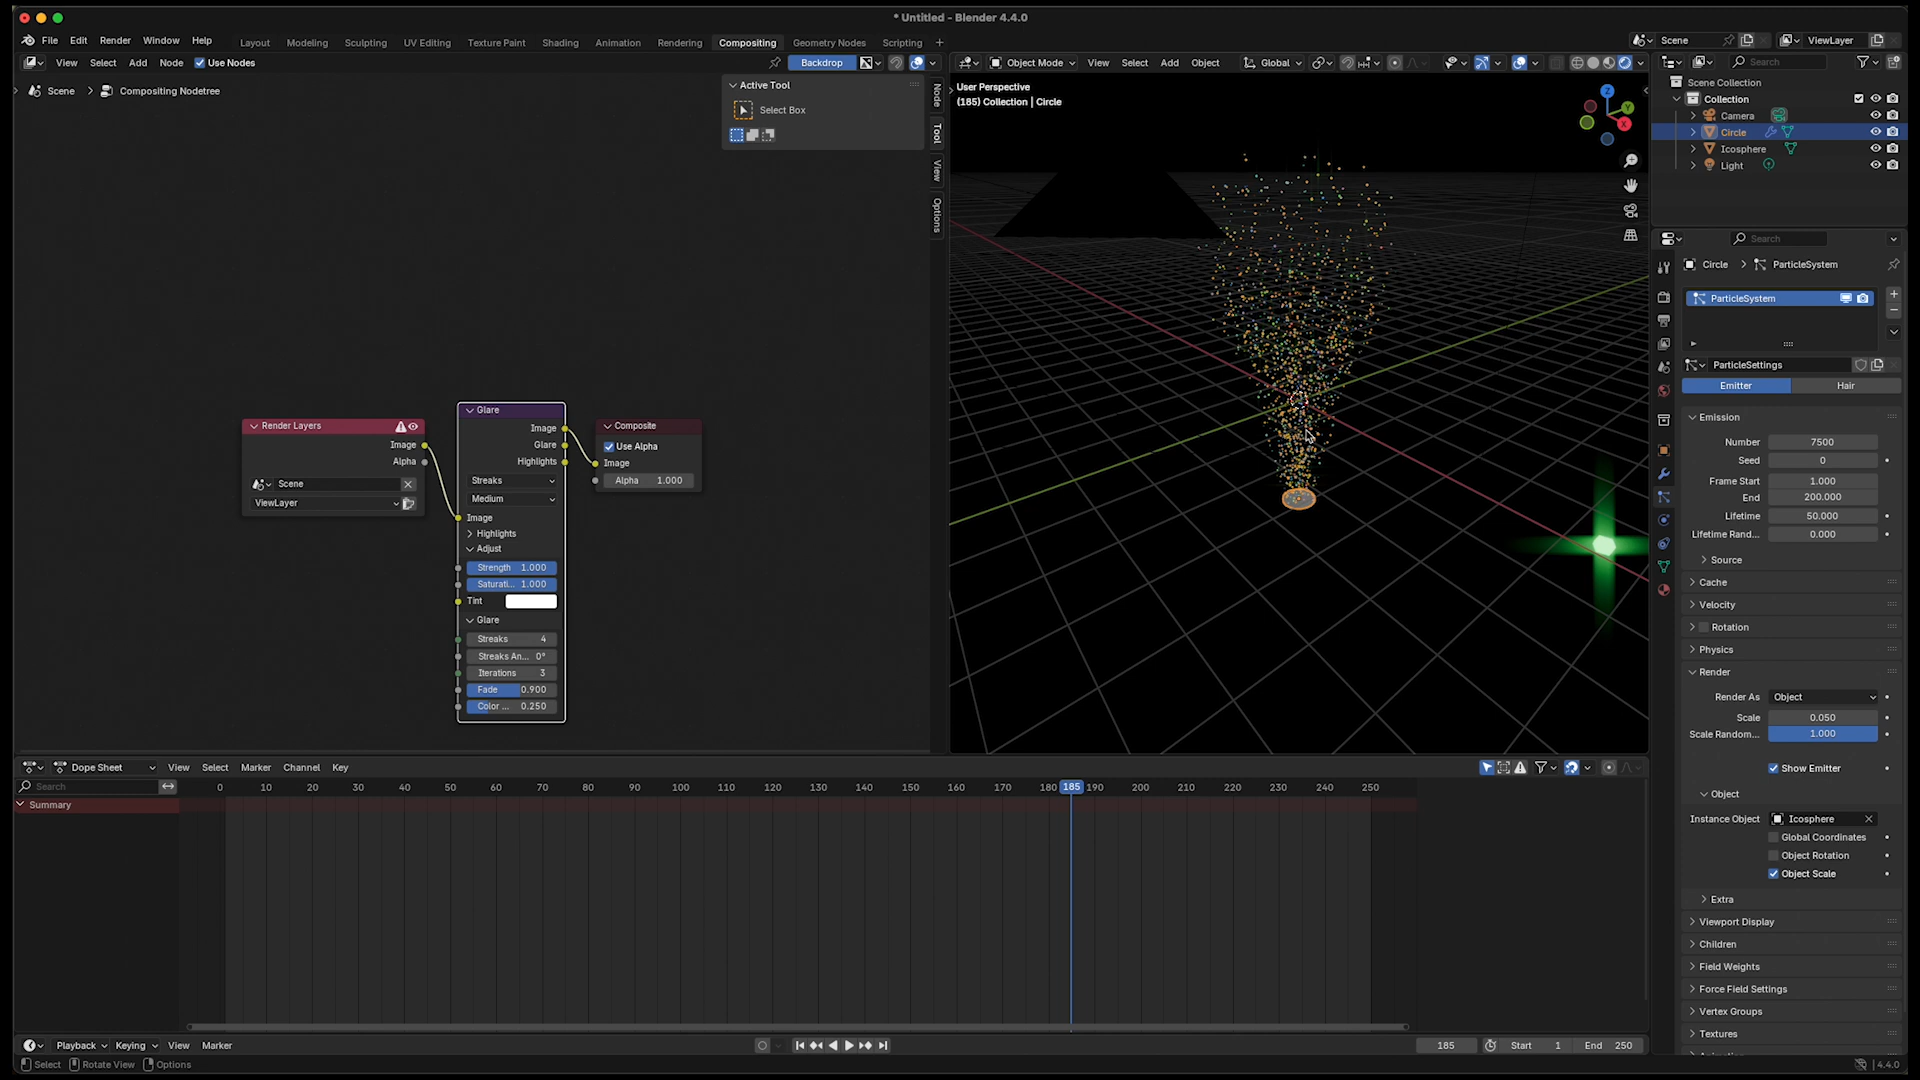 * Untitled - Blender 4.4.0
File Edit Render Window Help
Layout Modeling Sculpting UV Editing Texture Paint Shading Animation Rendering Compositing Geometry Nodes Scripting
Scene
ViewLayer
View Select Add Node Use Nodes
Backdrop
Object Mode View Select Add Object
Global
Search
Scene > Compositing Nodetree
Active Tool
Select Box
Node
Tool
View
Options
User Perspective
(185) Collection | Circle
Z
Y
X
Scene Collection
Collection
Camera
Circle
Icosphere
Light
Search
Circle > ParticleSystem
ParticleSystem
ParticleSettings
Emitter Hair
Emission
Number 7500
Seed 0
Frame Start 1.000
End 200.000
Lifetime 50.000
Lifetime Rand... 0.000
Source
Cache
Velocity
Rotation
Physics
Render
Render As Object
Scale 0.050
Scale Random... 1.000
Show Emitter
Object
Instance Object Icosphere
Global Coordinates
Object Rotation
Object Scale
Extra
Viewport Display
Children
Field Weights
Force Field Settings
Vertex Groups
Textures
Render Layers
Image
Alpha
Scene
ViewLayer
Glare
Image
Glare
Highlights
Streaks
Medium
Image
Highlights
Adjust
Strength 1.000
Saturati... 1.000
Tint
Glare
Streaks 4
Streaks An... 0°
Iterations 3
Fade 0.900
Color ... 0.250
Composite
Use Alpha
Image
Alpha 1.000
Dope Sheet View Select Marker Channel Key
Search
0 10 20 30 40 50 60 70 80 90 100 110 120 130 140 150 160 170 180 185 190 200 210 220 230 240 250
Summary
Playback Keying View Marker
185 Start 1 End 250
Select Rotate View Options
4.4.0